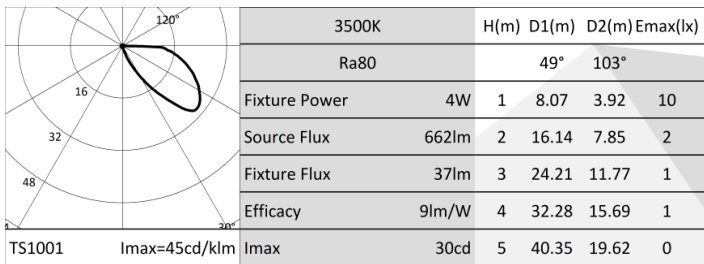 120°
16
32
48
30°
TS1001 Imax=45cd/klm
3500K H(m) D1(m) D2(m) Emax(lx)
Ra80 49° 103°
Fixture Power 4W 1 8.07 3.92 10
Source Flux 662lm 2 16.14 7.85 2
Fixture Flux 37lm 3 24.21 11.77 1
Efficacy 9lm/W 4 32.28 15.69 1
Imax 30cd 5 40.35 19.62 0